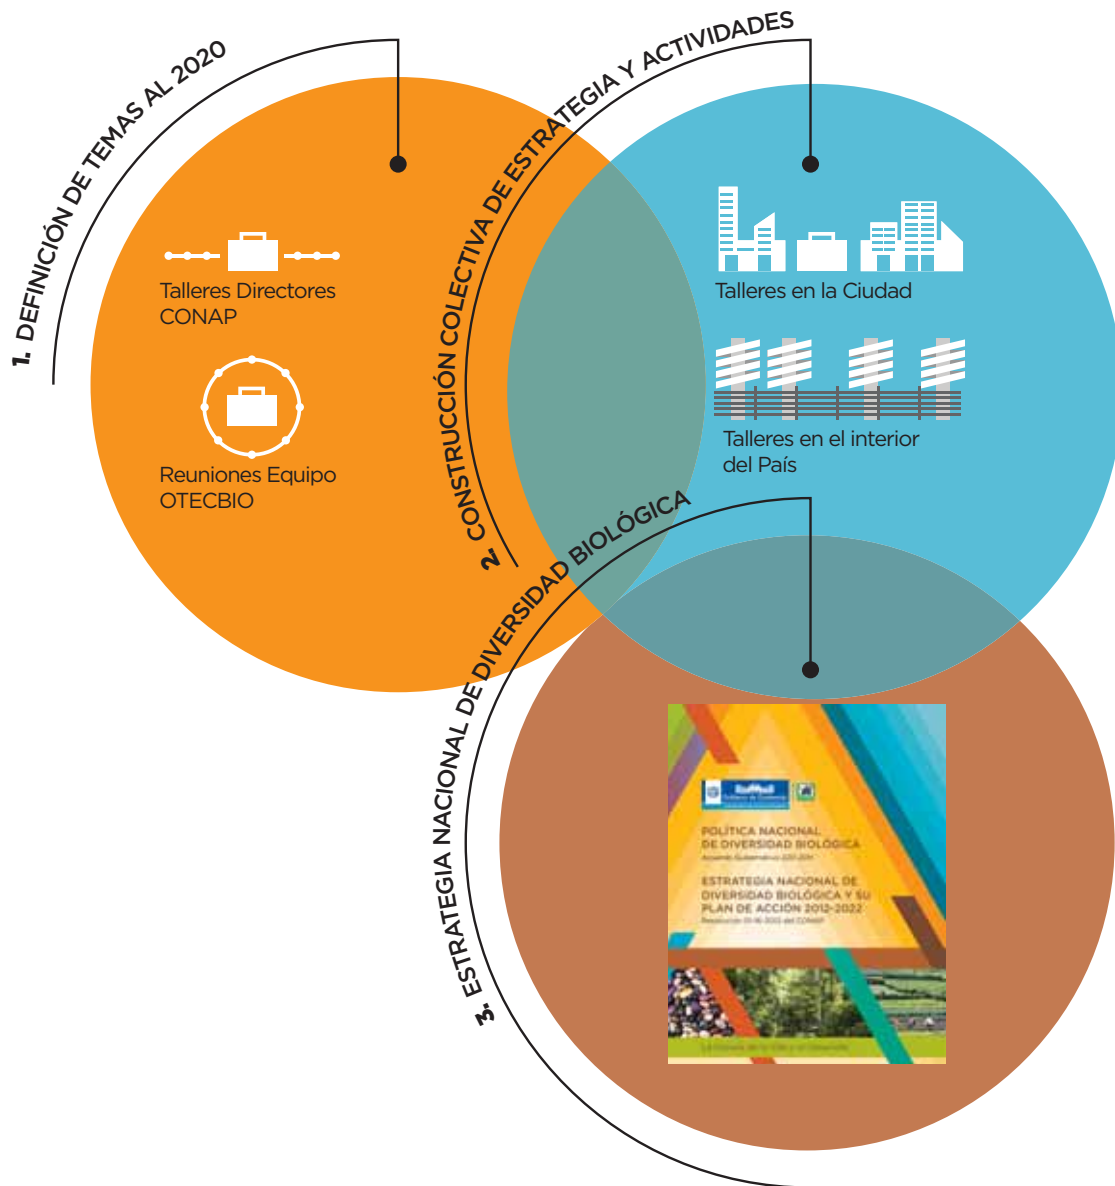 1. DEFINICIÓN DE TEMAS AL 2020
Talleres Directores
CONAP
Reuniones Equipo
OTECBIO
2. CONSTRUCCIÓN COLECTIVA DE ESTRATEGIA Y ACTIVIDADES
Talleres en la Ciudad
Talleres en el interior
del País
3. ESTRATEGIA NACIONAL DE DIVERSIDAD BIOLÓGICA
POLÍTICA NACIONAL
DE DIVERSIDAD BIOLÓGICA
ESTRATEGIA NACIONAL DE
DIVERSIDAD BIOLÓGICA Y SU
PLAN DE ACCIÓN 2012-2022